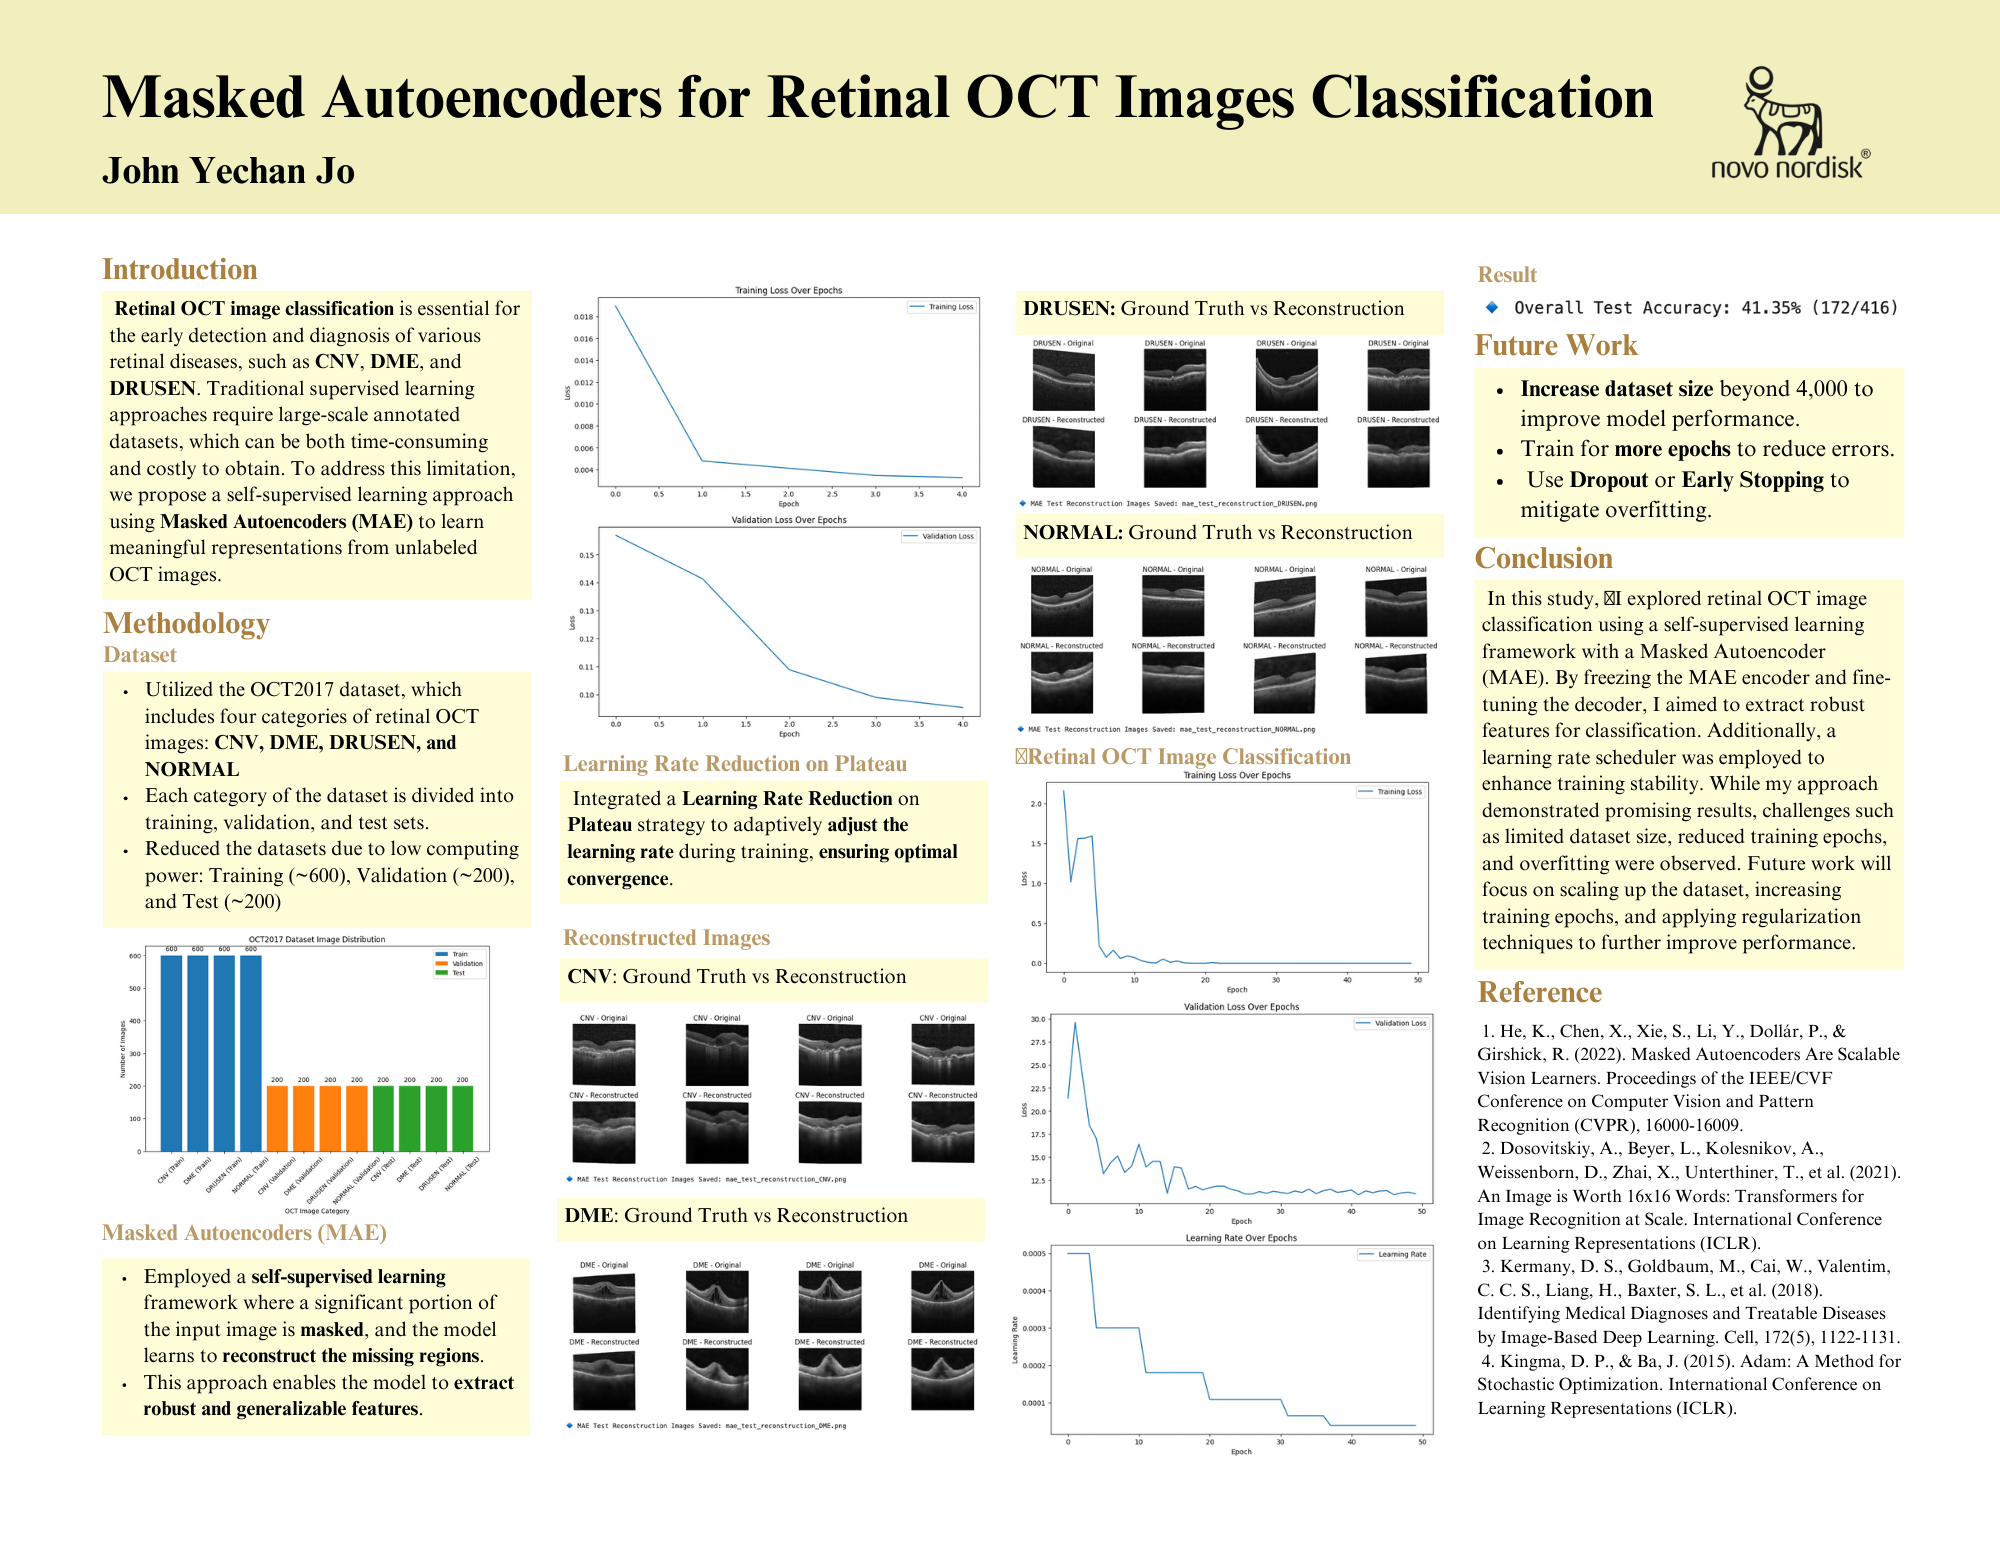 Masked Autoencoders for Retinal OCT Images Classification
John Yechan Jo
novo nordisk®
Introduction
Retinal OCT image classification is essential for
the early detection and diagnosis of various
retinal diseases, such as CNV, DME, and
DRUSEN. Traditional supervised learning
approaches require large-scale annotated
datasets, which can be both time-consuming
and costly to obtain. To address this limitation,
we propose a self-supervised learning approach
using Masked Autoencoders (MAE) to learn
meaningful representations from unlabeled
OCT images.
Methodology
Dataset
• Utilized the OCT2017 dataset, which
includes four categories of retinal OCT
images: CNV, DME, DRUSEN, and
NORMAL
• Each category of the dataset is divided into
training, validation, and test sets.
• Reduced the datasets due to low computing
power: Training (~600), Validation (~200),
and Test (~200)
OCT2017 Dataset Image Distribution
Train
Validation
Test
600 600 600 600
200 200 200 200 200 200 200 200
Number of Images
600
500
400
300
200
100
0
CNV (Train)
DME (Train)
DRUSEN (Train)
NORMAL (Train)
CNV (Validation)
DME (Validation)
DRUSEN (Validation)
NORMAL (Validation)
CNV (Test)
DME (Test)
DRUSEN (Test)
NORMAL (Test)
OCT Image Category
Masked Autoencoders (MAE)
• Employed a self-supervised learning
framework where a significant portion of
the input image is masked, and the model
learns to reconstruct the missing regions.
• This approach enables the model to extract
robust and generalizable features.
Training Loss Over Epochs
Training Loss
Loss
0.018
0.016
0.014
0.012
0.010
0.008
0.006
0.004
0.0 0.5 1.0 1.5 2.0 2.5 3.0 3.5 4.0
Epoch
Validation Loss Over Epochs
Validation Loss
Loss
0.15
0.14
0.13
0.12
0.11
0.10
0.0 0.5 1.0 1.5 2.0 2.5 3.0 3.5 4.0
Epoch
Learning Rate Reduction on Plateau
Integrated a Learning Rate Reduction on
Plateau strategy to adaptively adjust the
learning rate during training, ensuring optimal
convergence.
Reconstructed Images
CNV: Ground Truth vs Reconstruction
CNV - Original CNV - Original CNV - Original CNV - Original
CNV - Reconstructed CNV - Reconstructed CNV - Reconstructed CNV - Reconstructed
MAE Test Reconstruction Images Saved: mae_test_reconstruction_CNV.png
DME: Ground Truth vs Reconstruction
DME - Original DME - Original DME - Original DME - Original
DME - Reconstructed DME - Reconstructed DME - Reconstructed DME - Reconstructed
MAE Test Reconstruction Images Saved: mae_test_reconstruction_DME.png
DRUSEN: Ground Truth vs Reconstruction
DRUSEN - Original DRUSEN - Original DRUSEN - Original DRUSEN - Original
DRUSEN - Reconstructed DRUSEN - Reconstructed DRUSEN - Reconstructed DRUSEN - Reconstructed
MAE Test Reconstruction Images Saved: mae_test_reconstruction_DRUSEN.png
NORMAL: Ground Truth vs Reconstruction
NORMAL - Original NORMAL - Original NORMAL - Original NORMAL - Original
NORMAL - Reconstructed NORMAL - Reconstructed NORMAL - Reconstructed NORMAL - Reconstructed
MAE Test Reconstruction Images Saved: mae_test_reconstruction_NORMAL.png
Retinal OCT Image Classification
Training Loss Over Epochs
Training Loss
Loss
2.0
1.5
1.0
0.5
0.0
0 10 20 30 40 50
Epoch
Validation Loss Over Epochs
Validation Loss
Loss
30.0
27.5
25.0
22.5
20.0
17.5
15.0
12.5
0 10 20 30 40 50
Epoch
Learning Rate Over Epochs
Learning Rate
Learning Rate
0.0005
0.0004
0.0003
0.0002
0.0001
0 10 20 30 40 50
Epoch
Result
Overall Test Accuracy: 41.35% (172/416)
Future Work
• Increase dataset size beyond 4,000 to
improve model performance.
• Train for more epochs to reduce errors.
• Use Dropout or Early Stopping to
mitigate overfitting.
Conclusion
In this study, I explored retinal OCT image
classification using a self-supervised learning
framework with a Masked Autoencoder
(MAE). By freezing the MAE encoder and fine-
tuning the decoder, I aimed to extract robust
features for classification. Additionally, a
learning rate scheduler was employed to
enhance training stability. While my approach
demonstrated promising results, challenges such
as limited dataset size, reduced training epochs,
and overfitting were observed. Future work will
focus on scaling up the dataset, increasing
training epochs, and applying regularization
techniques to further improve performance.
Reference
1. He, K., Chen, X., Xie, S., Li, Y., Dollár, P., &
Girshick, R. (2022). Masked Autoencoders Are Scalable
Vision Learners. Proceedings of the IEEE/CVF
Conference on Computer Vision and Pattern
Recognition (CVPR), 16000-16009.
2. Dosovitskiy, A., Beyer, L., Kolesnikov, A.,
Weissenborn, D., Zhai, X., Unterthiner, T., et al. (2021).
An Image is Worth 16x16 Words: Transformers for
Image Recognition at Scale. International Conference
on Learning Representations (ICLR).
3. Kermany, D. S., Goldbaum, M., Cai, W., Valentim,
C. C. S., Liang, H., Baxter, S. L., et al. (2018).
Identifying Medical Diagnoses and Treatable Diseases
by Image-Based Deep Learning. Cell, 172(5), 1122-1131.
4. Kingma, D. P., & Ba, J. (2015). Adam: A Method for
Stochastic Optimization. International Conference on
Learning Representations (ICLR).